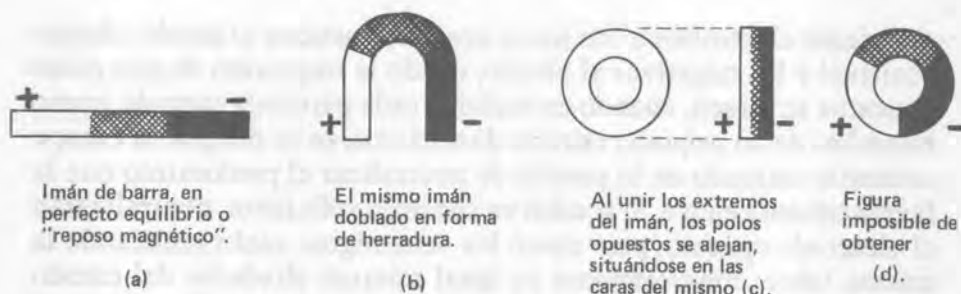 +
-
Imán de barra, en
perfecto equilibrio o
"reposo magnético"
(a)
+
-
El mismo imán
doblado en forma
de herradura.
(b)
+
-
Al unir los extremos
del imán, los polos
opuestos se alejan,
situándose en las
caras del mismo (c).
+
-
Figura
imposible de
obtener
(d).